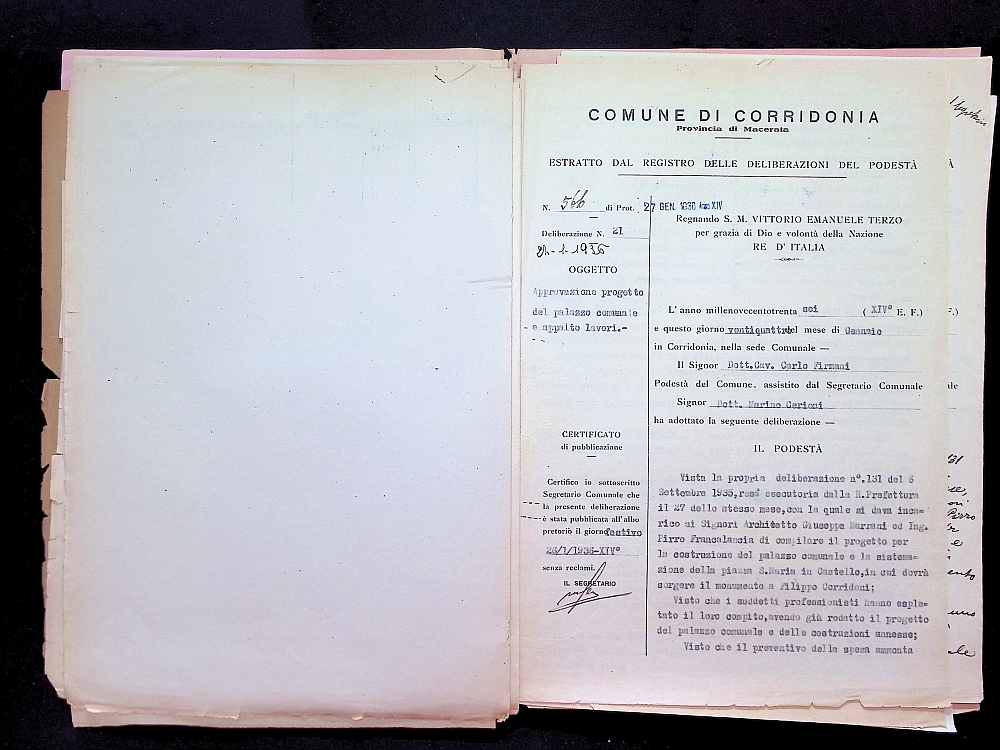 COMUNE DI CORRIDONIA
Provincia di Macerata
ESTRATTO DAL REGISTRO DELLE DELIBERAZIONI DEL PODESTÀ
N. 566 di Prot. 27 GEN. 1936 Anno XIV
Deliberazione N. 21
24-1-1936
OGGETTO
Approvazione progetto
del palazzo comunale
e appalto lavori.-
CERTIFICATO
di pubblicazione
Certifico io sottoscritto
Segretario Comunale che
la presente deliberazione
è stata pubblicata all'albo
pretorio il giorno festivo
26/1/1936-XIV°
senza reclami.
IL SEGRETARIO
Regnando S. M. VITTORIO EMANUELE TERZO
per grazia di Dio e volontà della Nazione
RE D' ITALIA
L' anno millenovecentotrenta sei ( XIV° E. F.)
e questo giorno ventiquattro del mese di Gennaio
in Corridonia, nella sede Comunale —
Il Signor Dott.Cav. Carlo Firmani
Podestà del Comune, assistito dal Segretario Comunale
Signor Dott. Marino Cerioni
ha adottato la seguente deliberazione —
IL PODESTÀ
Vista la propria deliberazione n°.131 del 6
Settembre 1935, resa esecutoria dalla R.Prefettura
il 27 dello stesso mese,con la quale si dava inca=
rico ai Signori Architetto Giuseppe Marrani ed Ing.
Pirro Francalancia di compilare il progetto per
la costruzione del palazzo comunale e la sistema=
zione della piazza S.Maria in Castello,in cui dovrà
sorgere il monumento a Filippo Corridoni;
Visto che i suddetti professionisti hanno esple=
tato il loro compito,avendo già redatto il progetto
del palazzo comunale e delle costruzioni annesse;
Visto che il preventivo della spesa ammonta